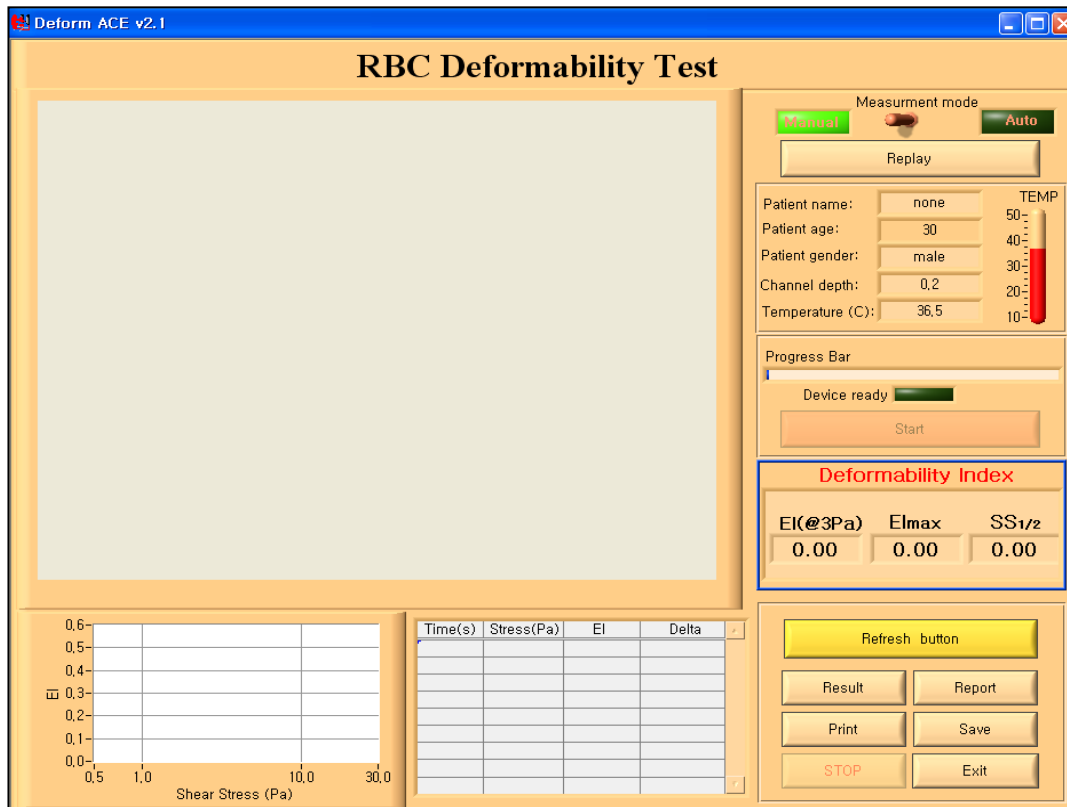 Deform ACE v2.1
RBC Deformability Test
Measurment mode
Manual
Auto
Replay
Patient name: none
Patient age: 30
Patient gender: male
Channel depth: 0,2
Temperature (C): 36,5
TEMP
50
40
30
20
10
Progress Bar
Device ready
Start
Deformability Index
EI(@3Pa) EImax SS1/2
0.00 0.00 0.00
0,6
0,5
0,4
0,3
0,2
0,1
0,0
EI
0,5 1,0 10,0 30,0
Shear Stress (Pa)
Time(s) Stress(Pa) EI Delta
Refresh button
Result Report
Print Save
STOP Exit